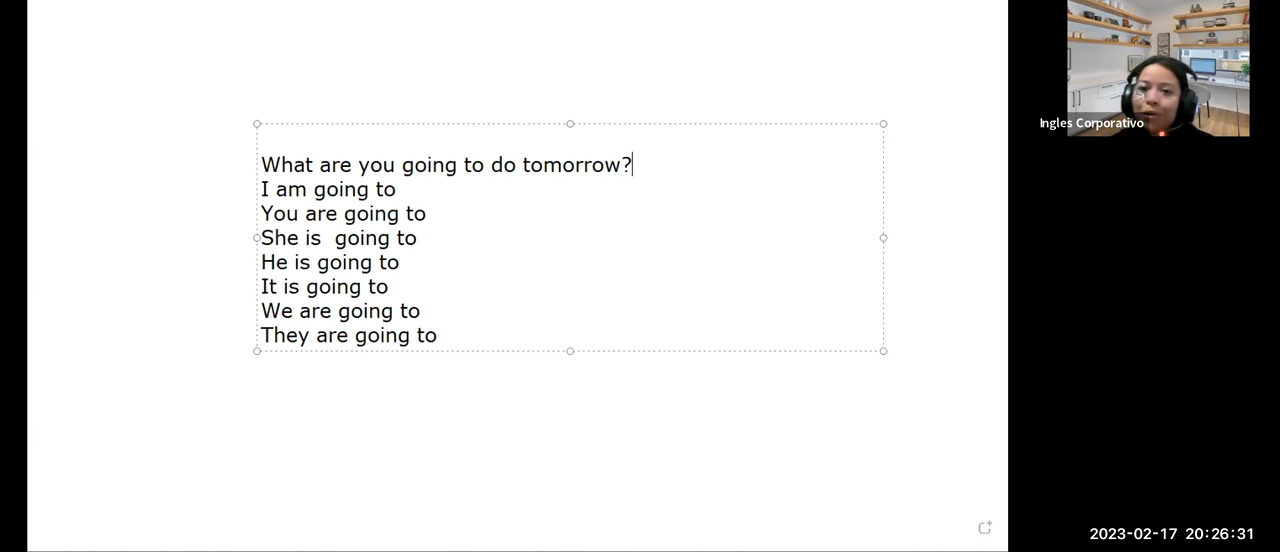 What are you going to do tomorrow?
I am going to
You are going to
She is  going to
He is going to
It is going to
We are going to
They are going to
Ingles Corporativo
2023-02-17 20:26:31